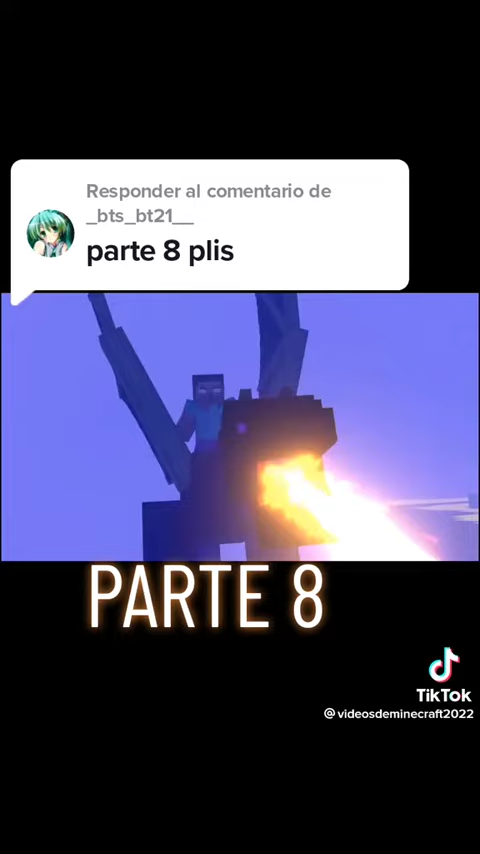 Responder al comentario de
_bts_bt21__
parte 8 plis
PARTE 8
TikTok
@videosdeminecraft2022